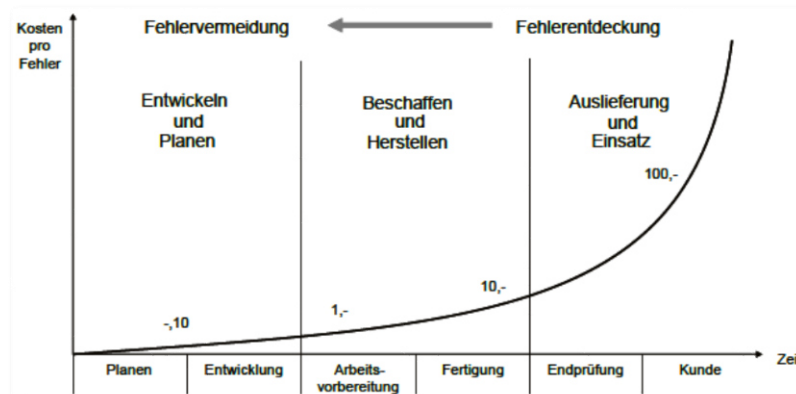 Kosten
pro
Fehler
Fehlervermeidung
Fehlerentdeckung
Entwickeln
und
Planen
Beschaffen
und
Herstellen
Auslieferung
und
Einsatz
-,10
1,-
10,-
100,-
Zei
Planen
Entwicklung
Arbeits-
vorbereitung
Fertigung
Endprüfung
Kunde